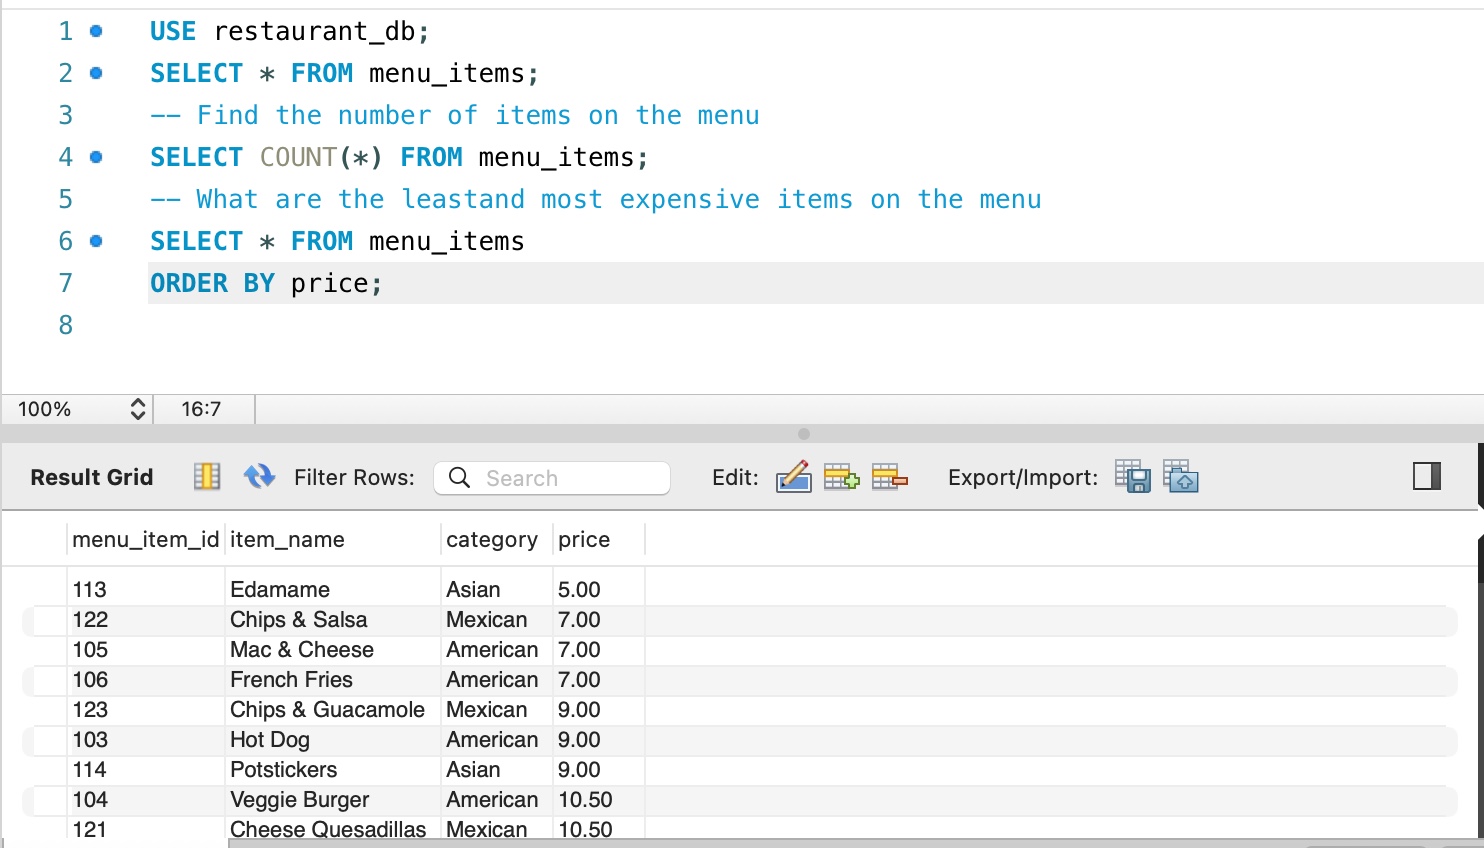 1 USE restaurant_db;
2 SELECT * FROM menu_items;
3 -- Find the number of items on the menu
4 SELECT COUNT(*) FROM menu_items;
5 -- What are the leastand most expensive items on the menu
6 SELECT * FROM menu_items
7 ORDER BY price;
8
100% 16:7
Result Grid Filter Rows: Search Edit: Export/Import:
menu_item_id item_name category price
113 Edamame Asian 5.00
122 Chips & Salsa Mexican 7.00
105 Mac & Cheese American 7.00
106 French Fries American 7.00
123 Chips & Guacamole Mexican 9.00
103 Hot Dog American 9.00
114 Potstickers Asian 9.00
104 Veggie Burger American 10.50
121 Cheese Quesadillas Mexican 10.50